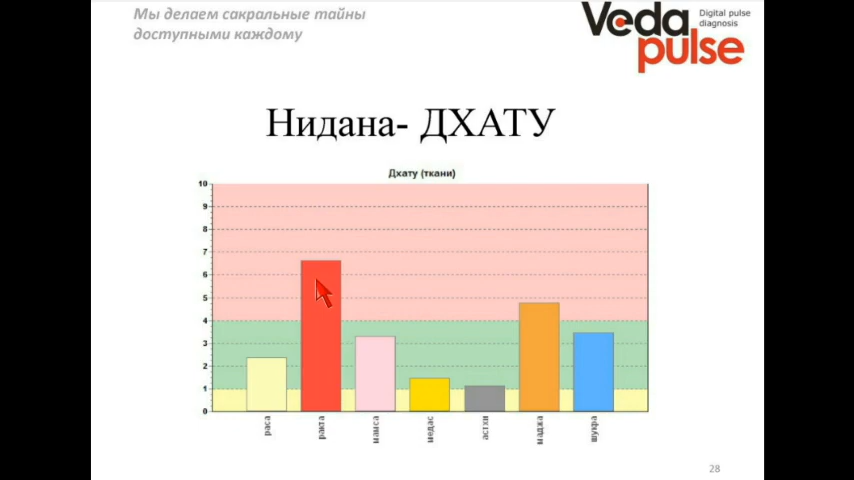 Мы делаем сакральные тайны
доступными каждому
Veda
pulse
Digital pulse
diagnosis
Нидана- ДХАТУ
Дхату (ткани)
10
9
8
7
6
5
4
3
2
1
0
раса
ракта
мамса
медас
астхи
маджа
шукра
28